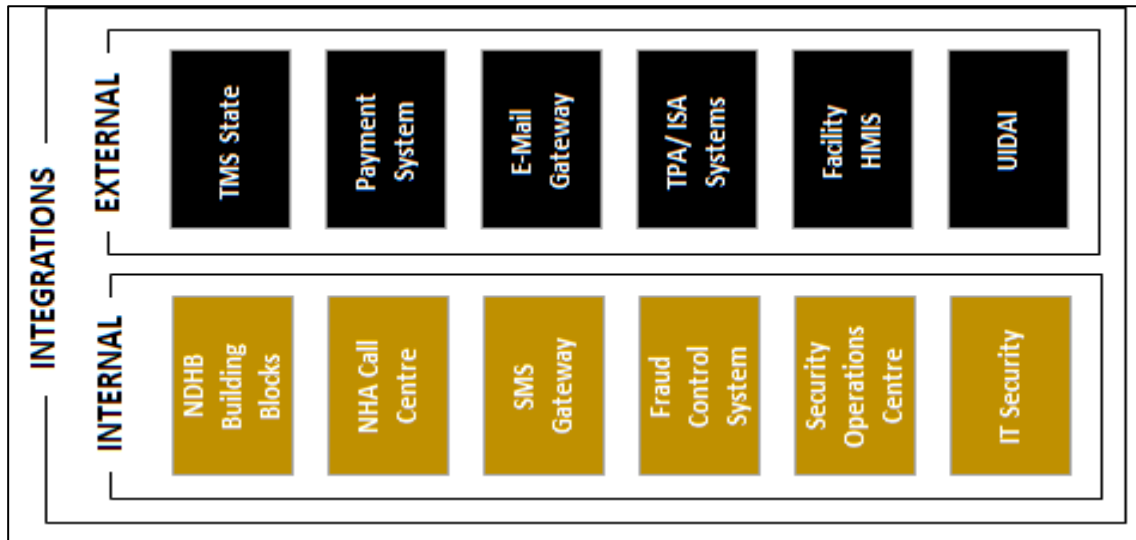 INTEGRATIONS
INTERNAL
NDHB
Building
Blocks
NHA Call
Centre
SMS
Gateway
Fraud
Control
System
Security
Operations
Centre
IT Security
EXTERNAL
TMS State
Payment
System
E-Mail
Gateway
TPA/ ISA
Systems
Facility
HMIS
UIDAI